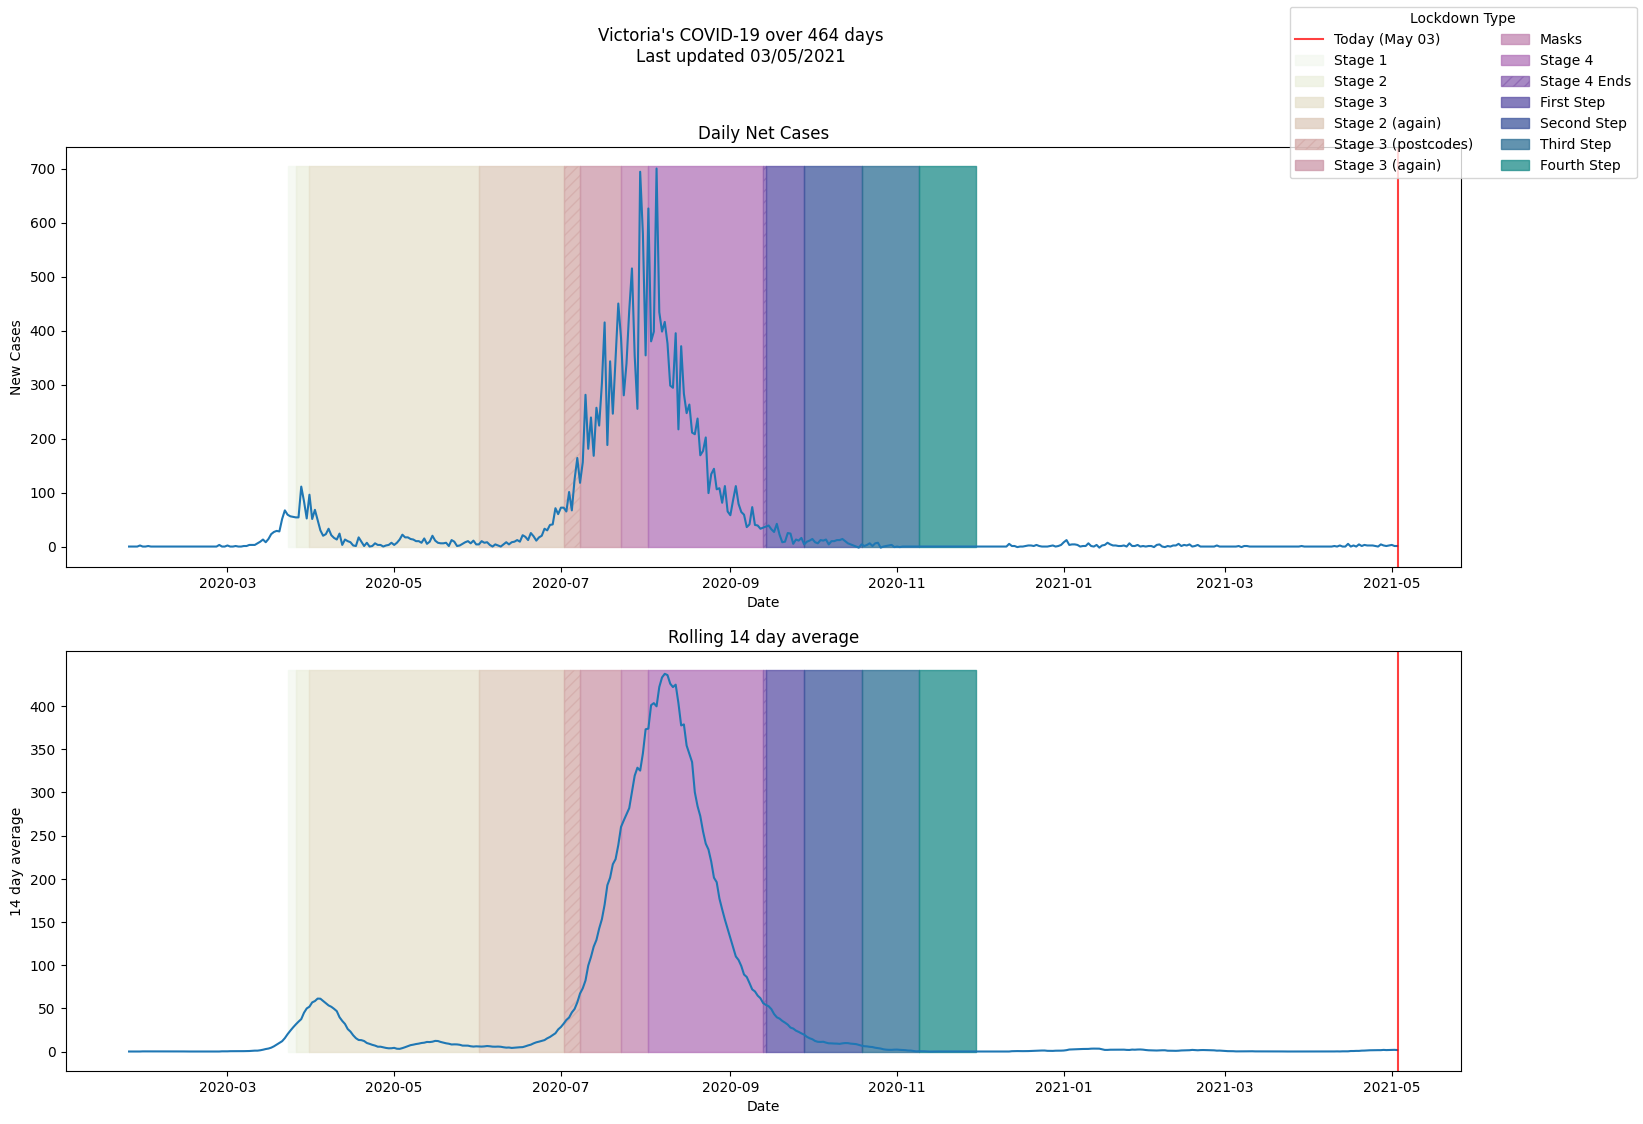 Victoria's COVID-19 over 464 days
Last updated 03/05/2021
Lockdown Type
Today (May 03)
Stage 1
Stage 2
Stage 3
Stage 2 (again)
Stage 3 (postcodes)
Stage 3 (again)
Masks
Stage 4
Stage 4 Ends
First Step
Second Step
Third Step
Fourth Step
Daily Net Cases
New Cases
700
600
500
400
300
200
100
0
2020-03 2020-05 2020-07 2020-09 2020-11 2021-01 2021-03 2021-05
Date
Rolling 14 day average
14 day average
400
350
300
250
200
150
100
50
0
2020-03 2020-05 2020-07 2020-09 2020-11 2021-01 2021-03 2021-05
Date